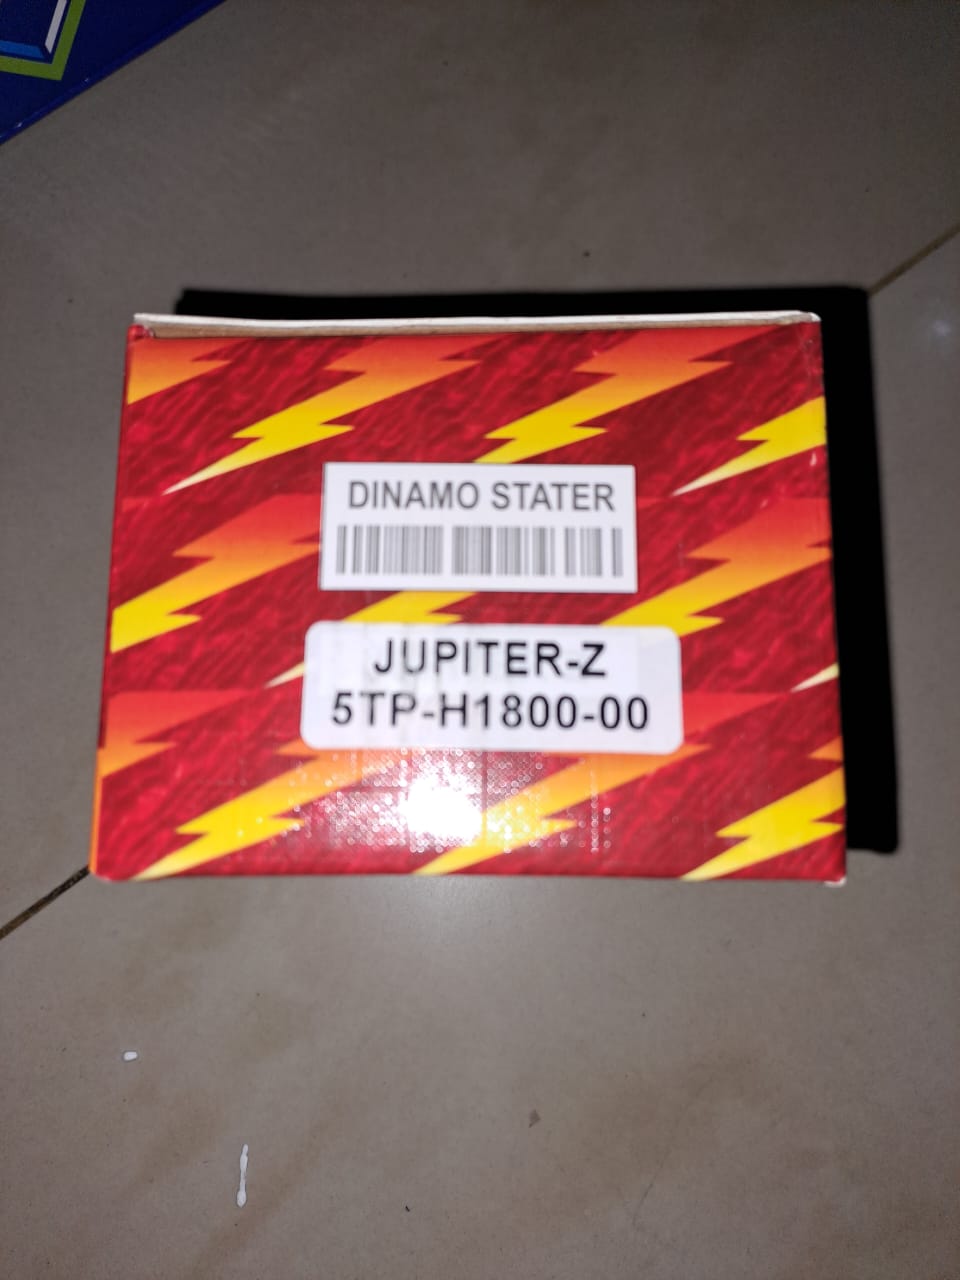 DINAMO STATER
JUPITER-Z
5TP-H1800-00